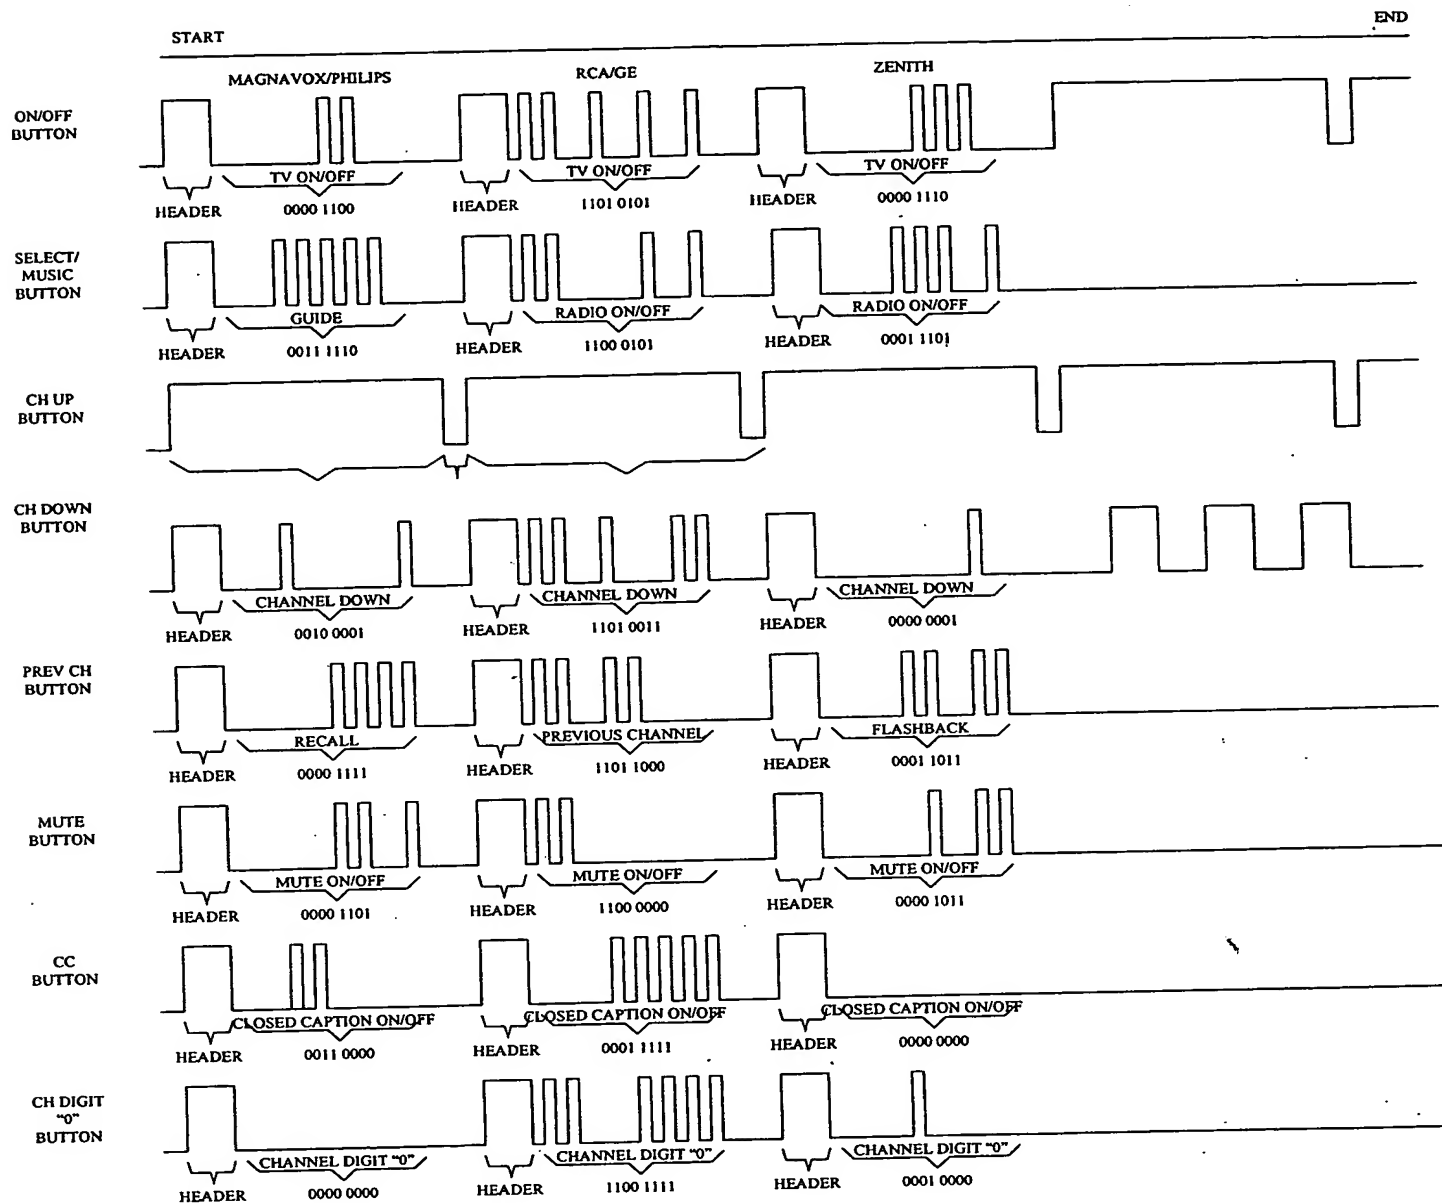 START
END
MAGNAVOX/PHILIPS
RCA/GE
ZENITH
ON/OFF
BUTTON
TV ON/OFF
TV ON/OFF
TV ON/OFF
HEADER
0000 1100
HEADER
1101 0101
HEADER
0000 1110
SELECT/
MUSIC
BUTTON
GUIDE
RADIO ON/OFF
RADIO ON/OFF
HEADER
0011 1110
HEADER
1100 0101
HEADER
0001 1101
CH UP
BUTTON
CH DOWN
BUTTON
CHANNEL DOWN
CHANNEL DOWN
CHANNEL DOWN
HEADER
0010 0001
HEADER
1101 0011
HEADER
0000 0001
PREV CH
BUTTON
RECALL
PREVIOUS CHANNEL
FLASHBACK
HEADER
0000 1111
HEADER
1101 1000
HEADER
0001 1011
MUTE
BUTTON
MUTE ON/OFF
MUTE ON/OFF
MUTE ON/OFF
HEADER
0000 1101
HEADER
1100 0000
HEADER
0000 1011
CC
BUTTON
CLOSED CAPTION ON/OFF
CLOSED CAPTION ON/OFF
CLOSED CAPTION ON/OFF
HEADER
0011 0000
HEADER
0001 1111
HEADER
0000 0000
CH DIGIT
"0"
BUTTON
CHANNEL DIGIT "0"
CHANNEL DIGIT "0"
CHANNEL DIGIT "0"
HEADER
0000 0000
HEADER
1100 1111
HEADER
0001 0000